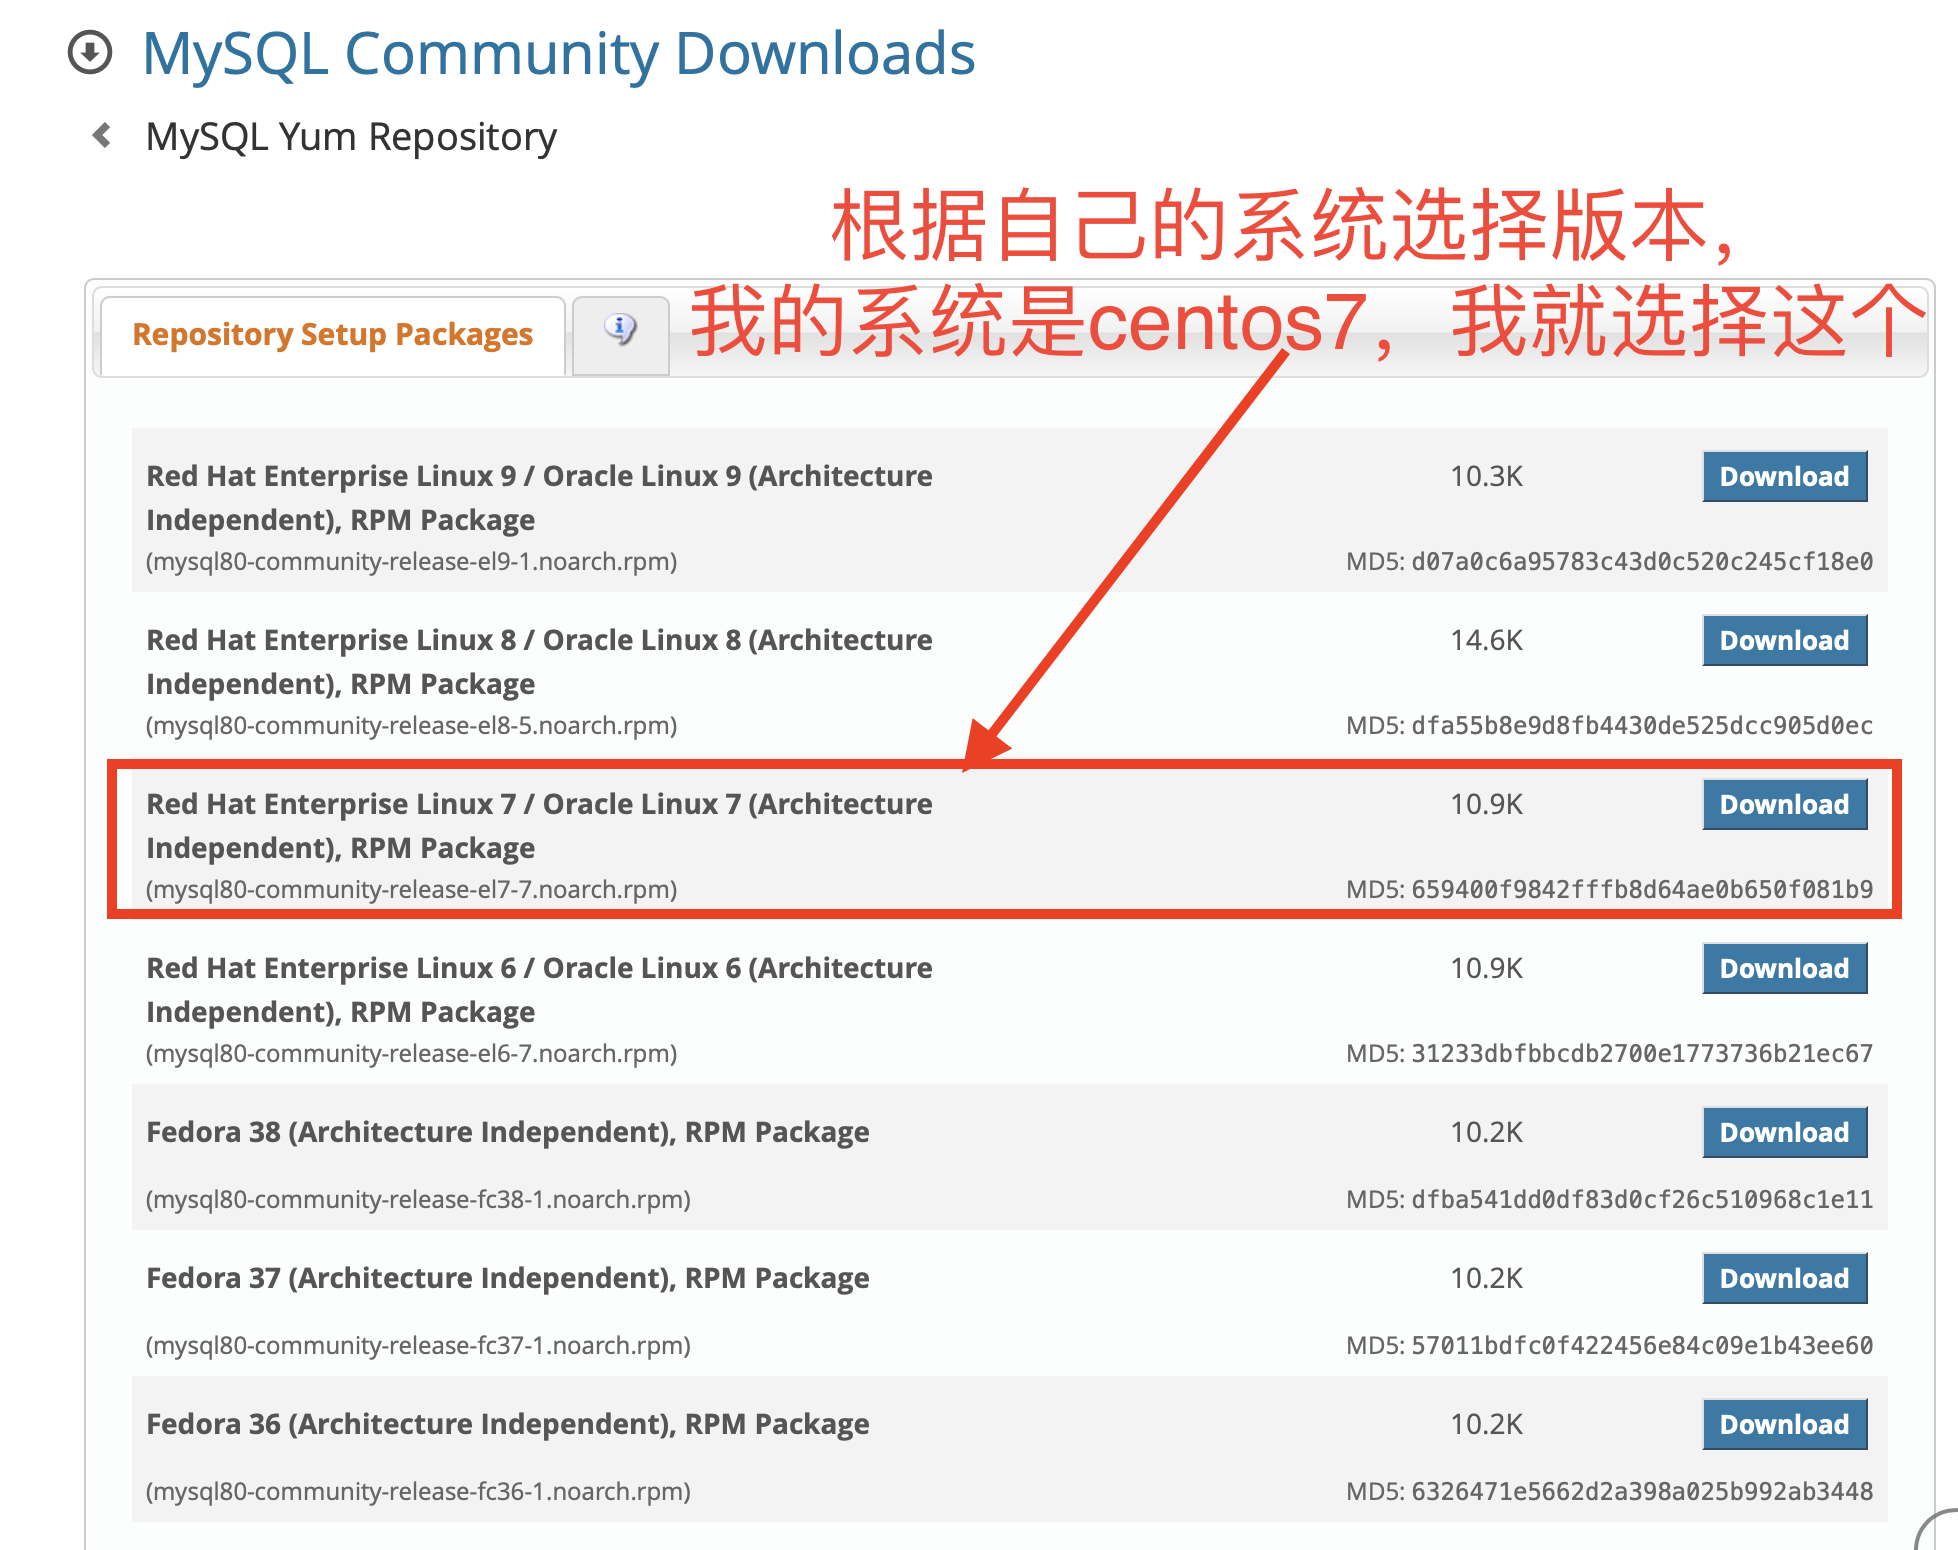 MySQL Community Downloads
MySQL Yum Repository
根据自己的系统选择版本，
我的系统是centos7，我就选择这个
Repository Setup Packages
Red Hat Enterprise Linux 9 / Oracle Linux 9 (Architecture
Independent), RPM Package
10.3K
Download
(mysql80-community-release-el9-1.noarch.rpm)
MD5: d07a0c6a95783c43d0c520c245cf18e0
Red Hat Enterprise Linux 8 / Oracle Linux 8 (Architecture
Independent), RPM Package
14.6K
Download
(mysql80-community-release-el8-5.noarch.rpm)
MD5: dfa55b8e9d8fb4430de525dcc905d0ec
Red Hat Enterprise Linux 7 / Oracle Linux 7 (Architecture
Independent), RPM Package
10.9K
Download
(mysql80-community-release-el7-7.noarch.rpm)
MD5: 659400f9842fffb8d64ae0b650f081b9
Red Hat Enterprise Linux 6 / Oracle Linux 6 (Architecture
Independent), RPM Package
10.9K
Download
(mysql80-community-release-el6-7.noarch.rpm)
MD5: 31233dbfbbcdb2700e1773736b21ec67
Fedora 38 (Architecture Independent), RPM Package
10.2K
Download
(mysql80-community-release-fc38-1.noarch.rpm)
MD5: dfba541dd0df83d0cf26c510968c1e11
Fedora 37 (Architecture Independent), RPM Package
10.2K
Download
(mysql80-community-release-fc37-1.noarch.rpm)
MD5: 57011bdfc0f422456e84c09e1b43ee60
Fedora 36 (Architecture Independent), RPM Package
10.2K
Download
(mysql80-community-release-fc36-1.noarch.rpm)
MD5: 6326471e5662d2a398a025b992ab3448